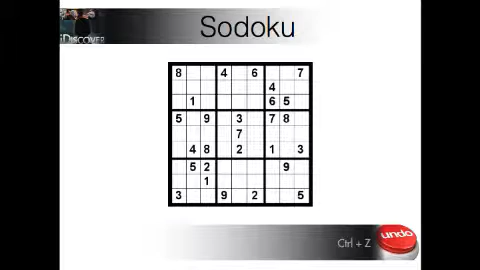 Sodoku
iDiscover
8 4 6 7
4
1 6 5
5 9 3 7 8
7
4 8 2 1 3
5 2 9
1
3 9 2 5
Ctrl + Z
undo